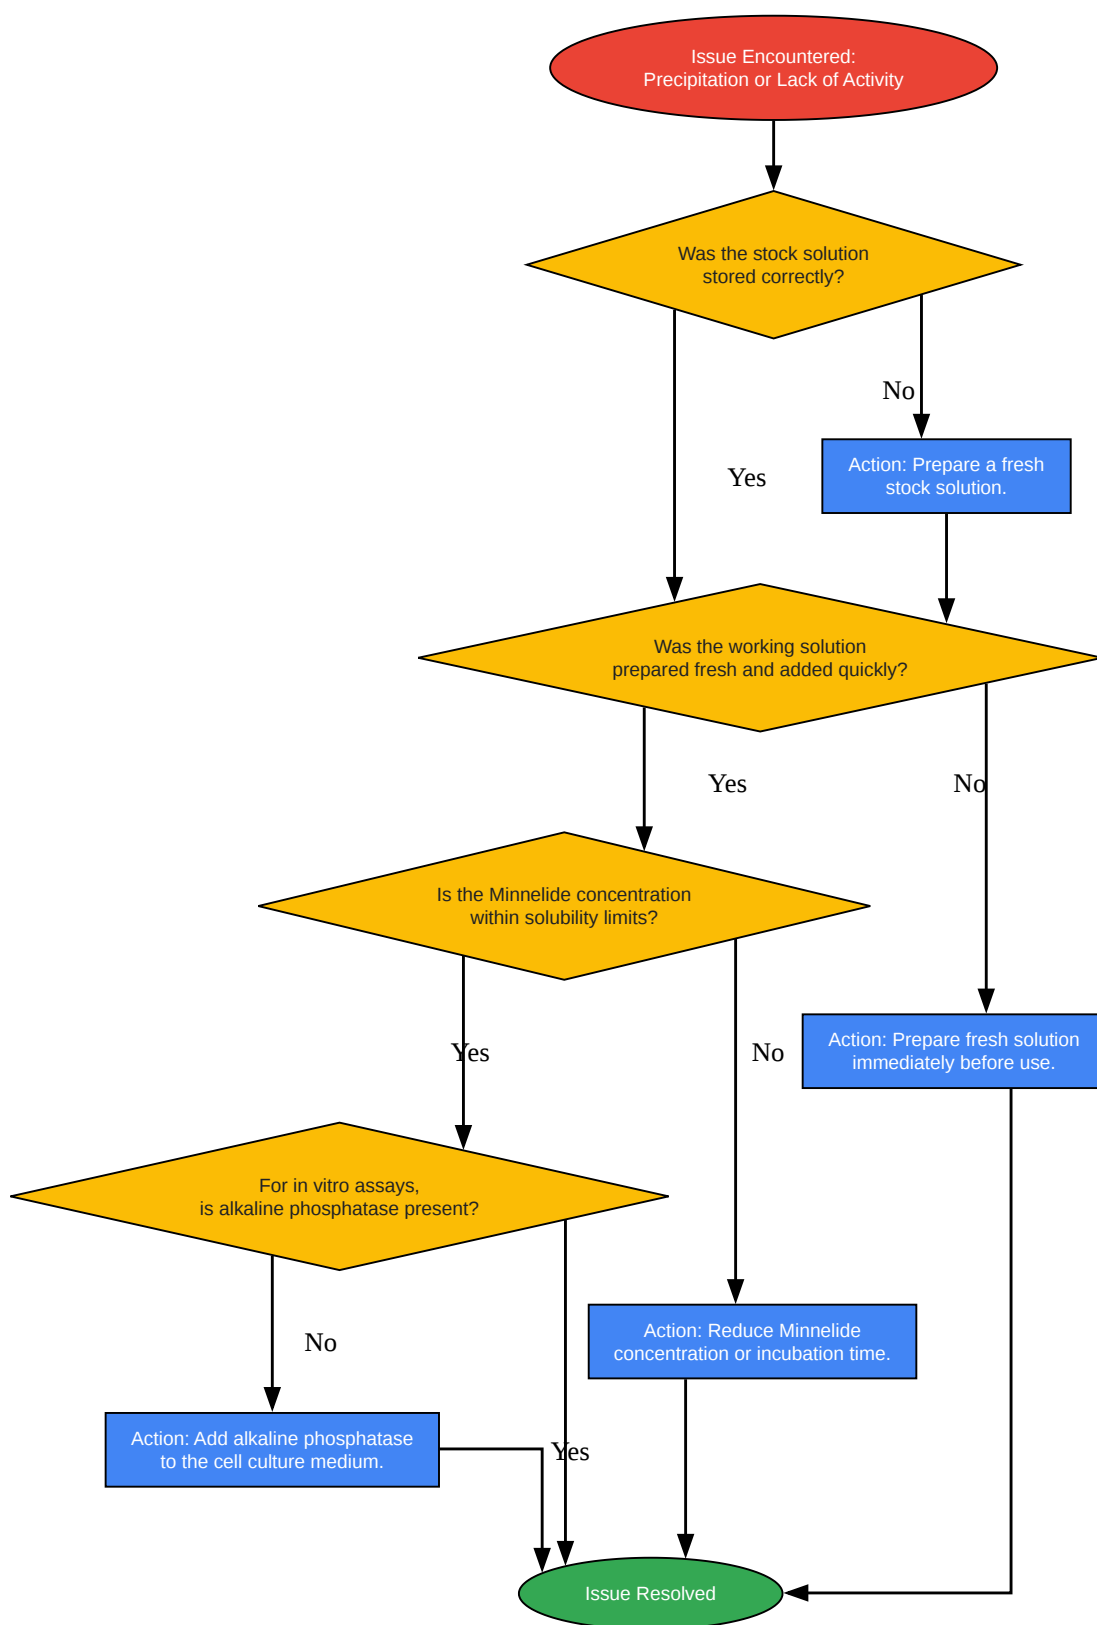 Issue Encountered:
Precipitation or Lack of Activity
Was the stock solution
stored correctly?
No
Yes
Action: Prepare a fresh
stock solution.
Was the working solution
prepared fresh and added quickly?
Yes
No
Is the Minnelide concentration
within solubility limits?
Yes
No
Action: Prepare fresh solution
immediately before use.
For in vitro assays,
is alkaline phosphatase present?
No
Action: Reduce Minnelide
concentration or incubation time.
Action: Add alkaline phosphatase
to the cell culture medium.
Yes
Issue Resolved